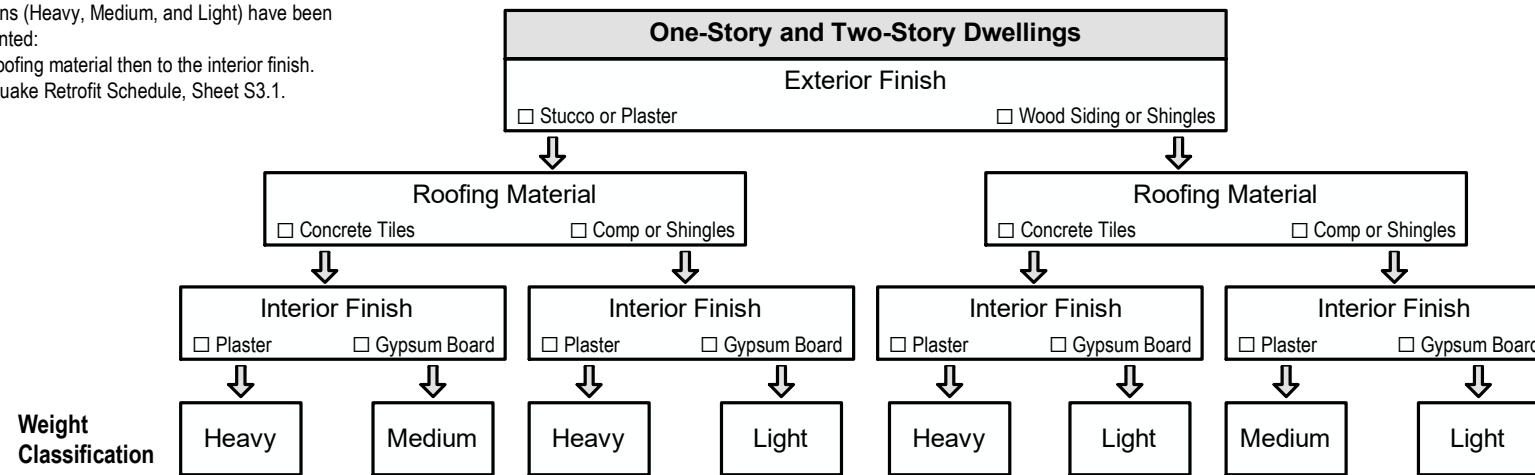 ns (Heavy, Medium, and Light) have been
nted:
oofing material then to the interior finish.
uake Retrofit Schedule, Sheet S3.1.
One-Story and Two-Story Dwellings
Exterior Finish
☐ Stucco or Plaster ☐ Wood Siding or Shingles
Roofing Material Roofing Material
☐ Concrete Tiles ☐ Comp or Shingles ☐ Concrete Tiles ☐ Comp or Shingles
Interior Finish Interior Finish Interior Finish Interior Finish
☐ Plaster ☐ Gypsum Board ☐ Plaster ☐ Gypsum Board ☐ Plaster ☐ Gypsum Board ☐ Plaster ☐ Gypsum Board
Weight
Classification
Heavy Medium Heavy Light Heavy Light Medium Light